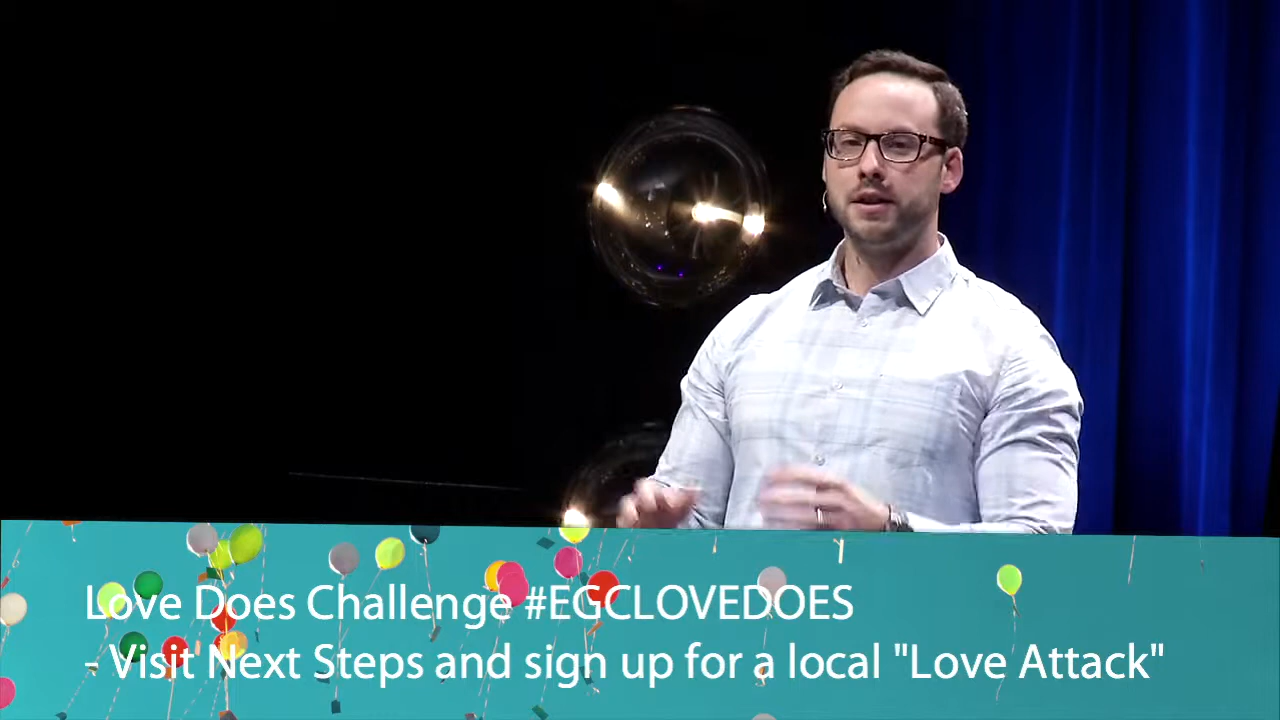 Love Does Challenge #EGCLOVEDOES
- Visit Next Steps and sign up for a local "Love Attack"